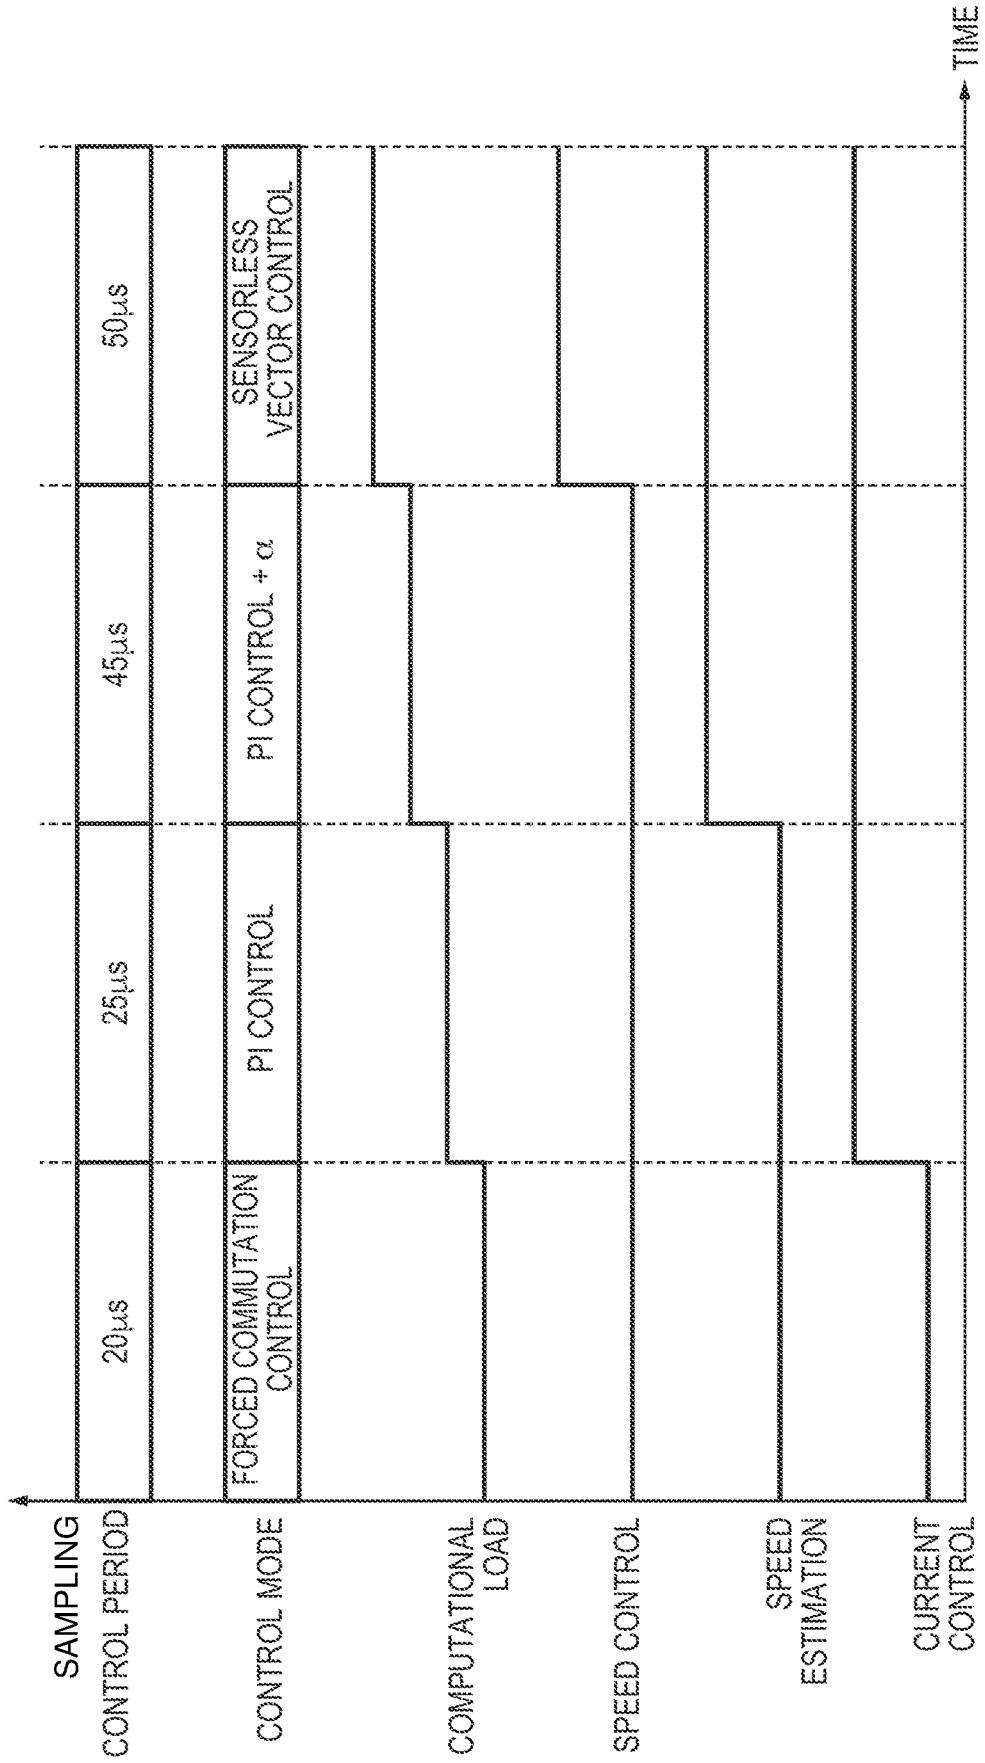 SAMPLING
CONTROL PERIOD
20μs
25μs
45μs
50μs
CONTROL MODE
FORCED COMMUTATION
CONTROL
PI CONTROL
PI CONTROL + α
SENSORLESS
VECTOR CONTROL
COMPUTATIONAL
LOAD
SPEED CONTROL
SPEED
ESTIMATION
CURRENT
CONTROL
TIME